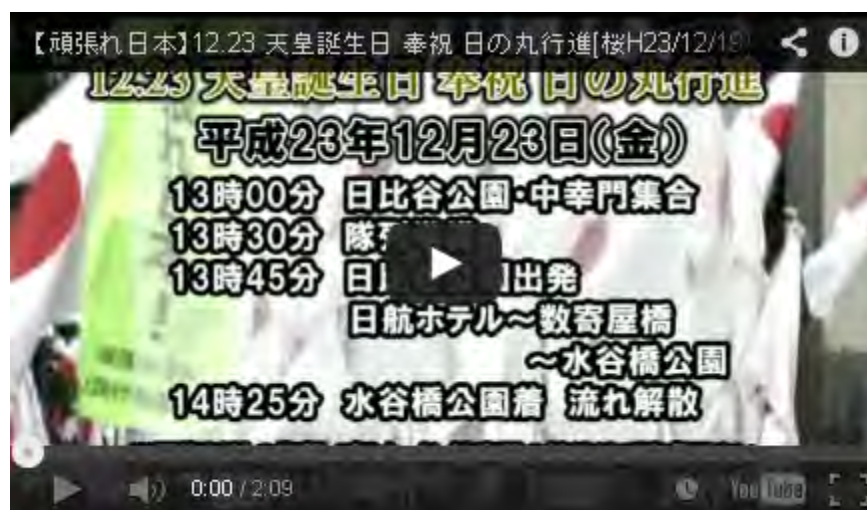 【頑張れ日本】12.23 天皇誕生日 奉祝 日の丸行進[桜H23/12/19]
12.23 天皇誕生日 奉祝 日の丸行進
平成23年12月23日(金)
13時00分 日比谷公園・中幸門集合
13時30分 隊
13時45分 日 出発
日航ホテル～数寄屋橋
～水谷橋公園
14時25分 水谷橋公園着 流れ解散
0:00 / 2:09
YouTube